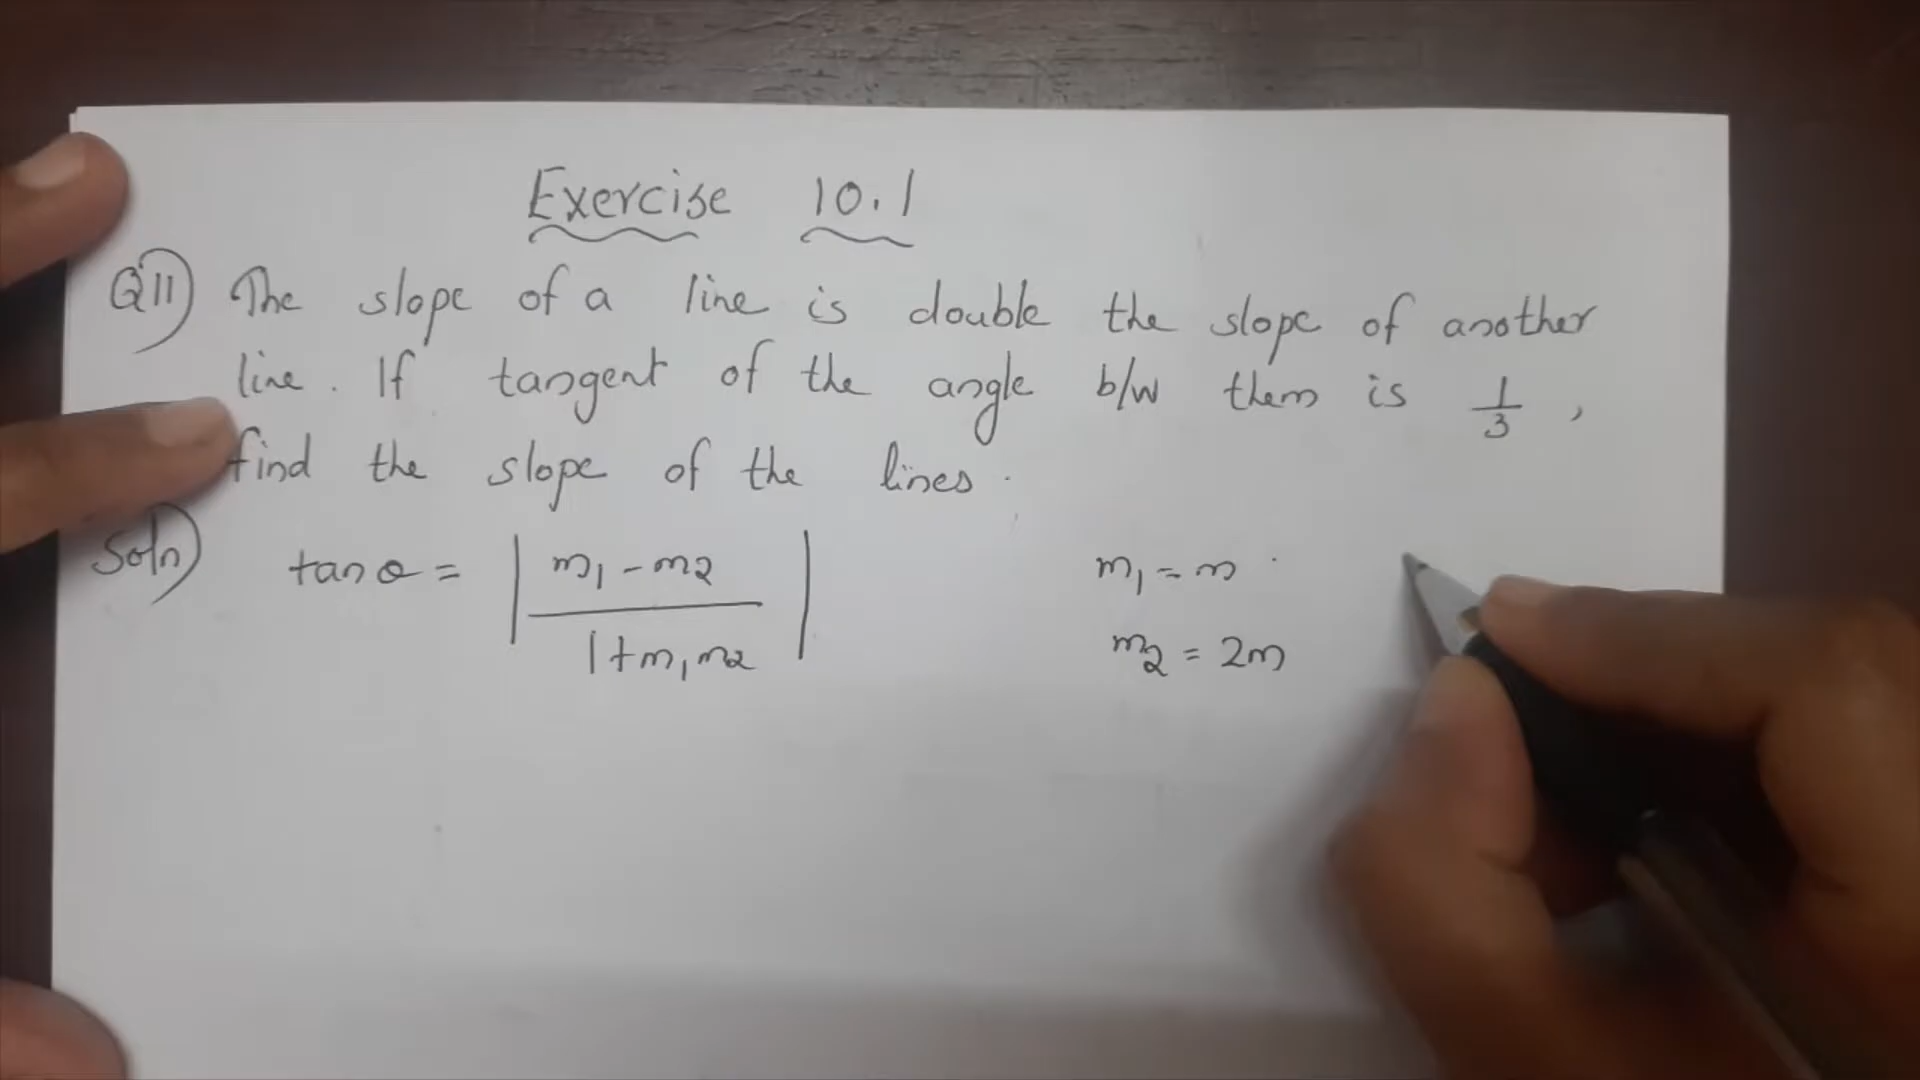 Exercise 10.1
Q11) The slope of a line is double the slope of another
line. If tangent of the angle b/w them is 1/3,
find the slope of the lines.
Soln) tan θ = | m₁ - m₂ / 1 + m₁m₂ | m₁ = m
m₂ = 2m